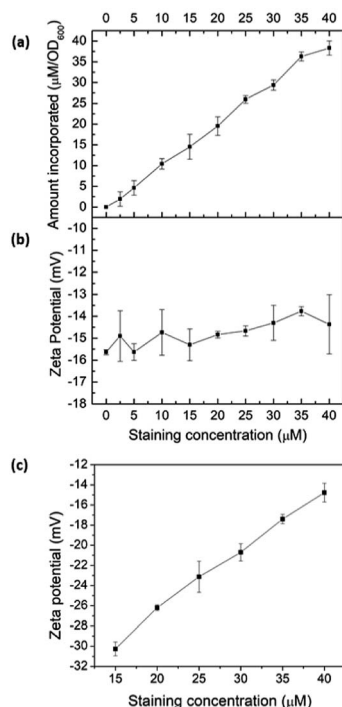 (a)
0 5 10 15 20 25 30 35 40
Amount incorporated (μM/OD600)
40
35
30
25
20
15
10
5
0
(b)
Zeta Potential (mV)
-10
-11
-12
-13
-14
-15
-16
-17
-18
0 5 10 15 20 25 30 35 40
Staining concentration (μM)
(c)
Zeta potential (mV)
-12
-14
-16
-18
-20
-22
-24
-26
-28
-30
-32
15 20 25 30 35 40
Staining concentration (μM)